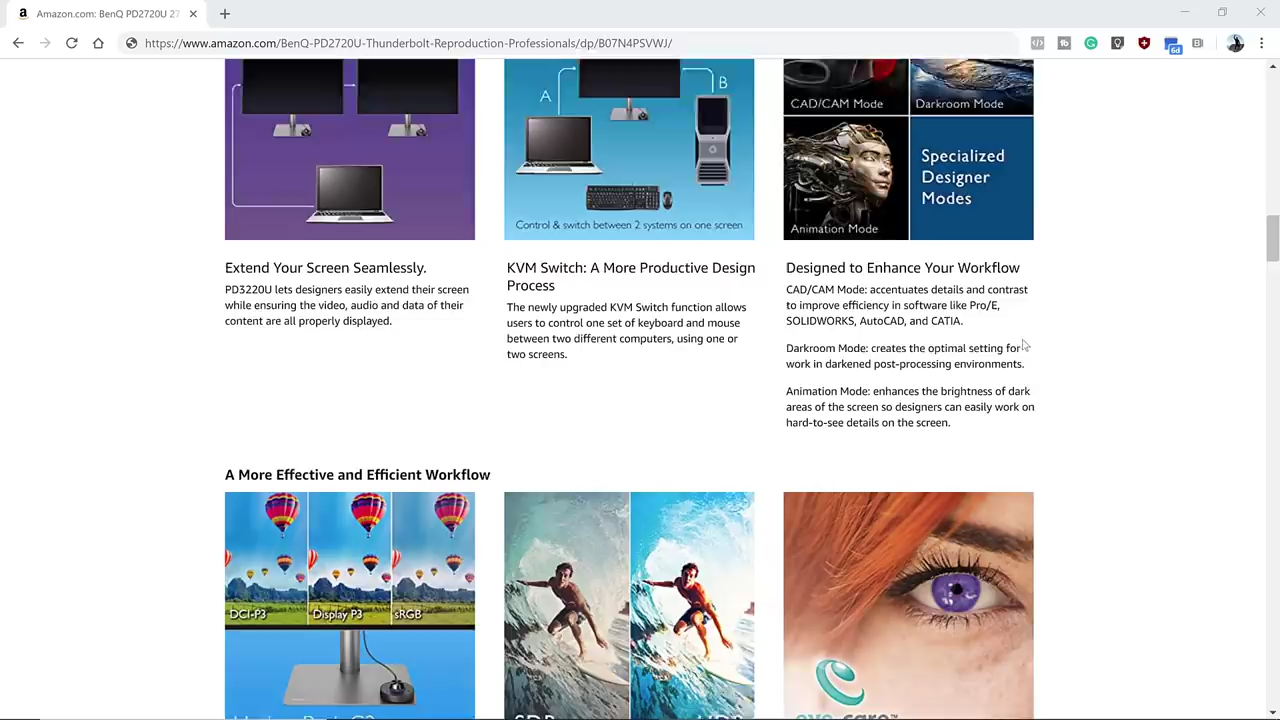 Amazon.com: BenQ PD2720U 27
https://www.amazon.com/BenQ-PD2720U-Thunderbolt-Reproduction-Professionals/dp/B07N4PSVWJ/
6d
A
B
Control & switch between 2 systems on one screen
CAD/CAM Mode
Darkroom Mode
Animation Mode
Specialized
Designer
Modes
Extend Your Screen Seamlessly.
PD3220U lets designers easily extend their screen
while ensuring the video, audio and data of their
content are all properly displayed.
KVM Switch: A More Productive Design
Process
The newly upgraded KVM Switch function allows
users to control one set of keyboard and mouse
between two different computers, using one or
two screens.
Designed to Enhance Your Workflow
CAD/CAM Mode: accentuates details and contrast
to improve efficiency in software like Pro/E,
SOLIDWORKS, AutoCAD, and CATIA.
Darkroom Mode: creates the optimal setting for
work in darkened post-processing environments.
Animation Mode: enhances the brightness of dark
areas of the screen so designers can easily work on
hard-to-see details on the screen.
A More Effective and Efficient Workflow
DCI-P3
Display P3
sRGB